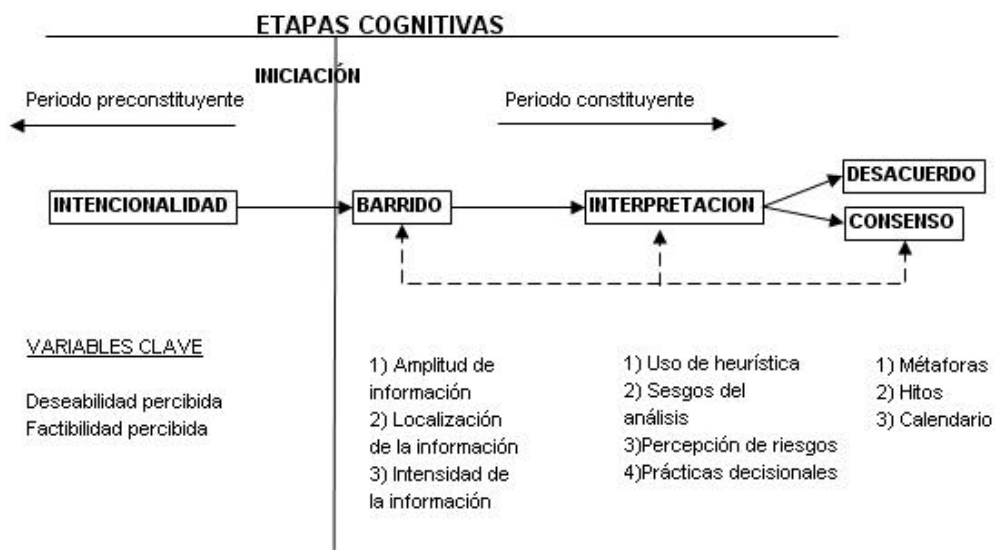 ETAPAS COGNITIVAS
INICIACIÓN
Periodo preconstituyente
Periodo constituyente
INTENCIONALIDAD
BARRIDO
INTERPRETACION
DESACUERDO
CONSENSO
VARIABLES CLAVE
Deseabilidad percibida
Factibilidad percibida
1) Amplitud de
información
2) Localización
de la información
3) Intensidad de
la información
1) Uso de heurística
2) Sesgos del
análisis
3)Percepción de riesgos
4)Prácticas decisionales
1) Métaforas
2) Hitos
3) Calendario